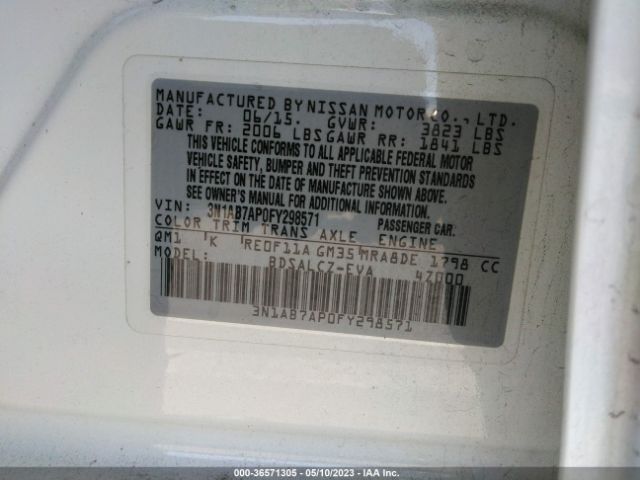 MANUFACTURED BY NISSAN MOTOR CO., LTD.
DATE: 06/15. GVWR: 3823 LBS
GAWR FR: 2006 LBS GAWR RR: 1841 LBS
THIS VEHICLE CONFORMS TO ALL APPLICABLE FEDERAL MOTOR
VEHICLE SAFETY, BUMPER AND THEFT PREVENTION STANDARDS
IN EFFECT ON THE DATE OF MANUFACTURE SHOWN ABOVE.
SEE OWNER'S MANUAL FOR ADDITIONAL INFORMATION.
VIN: 3N1AB7AP0FY298571 PASSENGER CAR.
COLOR TRIM TRANS AXLE ENGINE
QM1 K RE0F11A GM35 MRA8DE 1798 CC
MODEL: BDSALCZ-EVA 47000
3N1AB7AP0FY298571
000-36571305 - 05/10/2023 - IAA Inc.